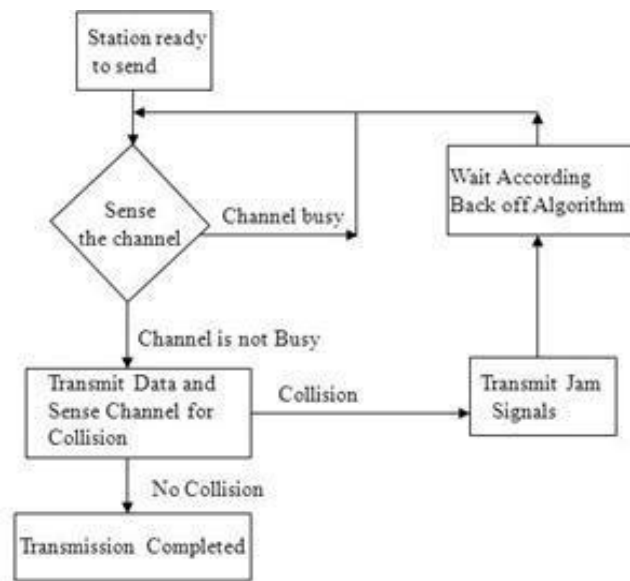 Station ready
to send
Sense
the channel
Channel busy
Wait According
Back off Algorithm
Channel is not Busy
Transmit Data and
Sense Channel for
Collision
Collision
Transmit Jam
Signals
No Collision
Transmission Completed